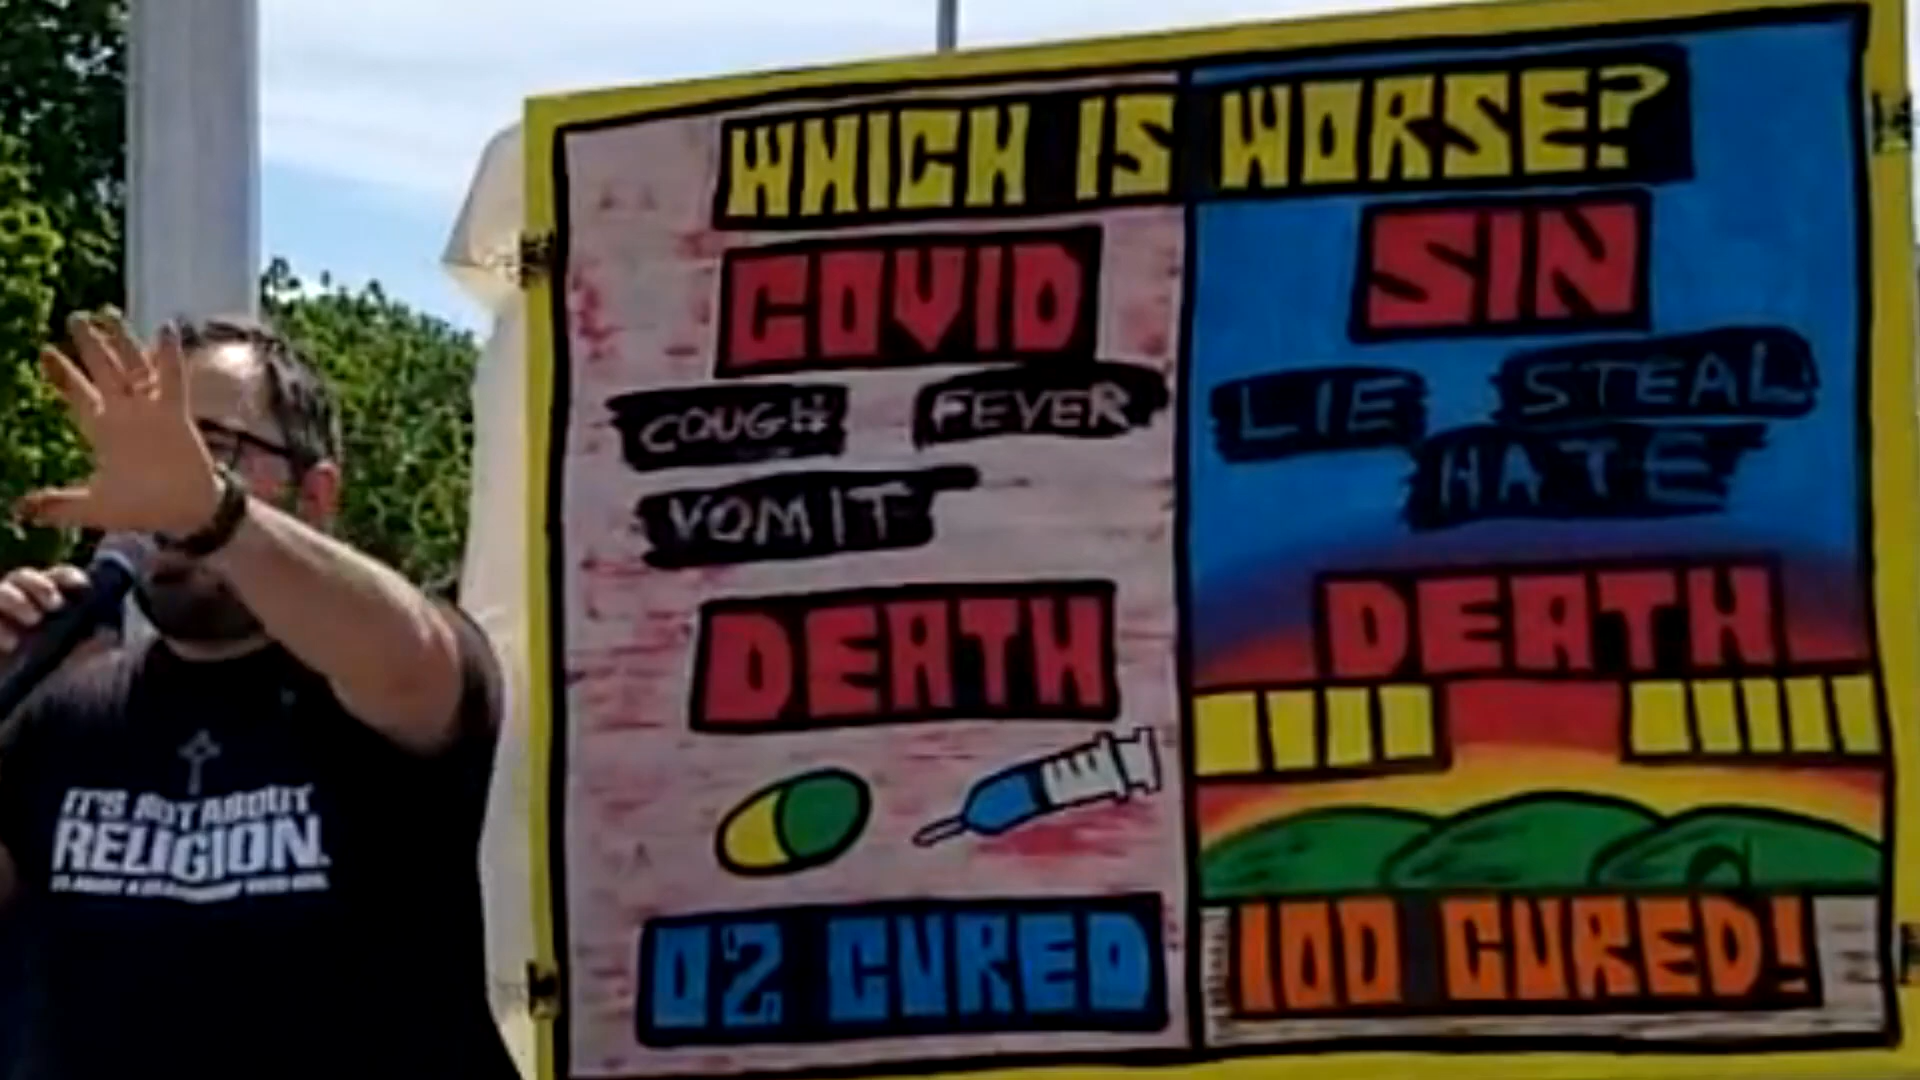 WHICH IS WORSE?
COVID
COUGH FEVER
VOMIT
DEATH
0% CURED
SIN
LIE STEAL
HATE
DEATH
100 CURED!
IT'S NOT ABOUT
RELIGION.